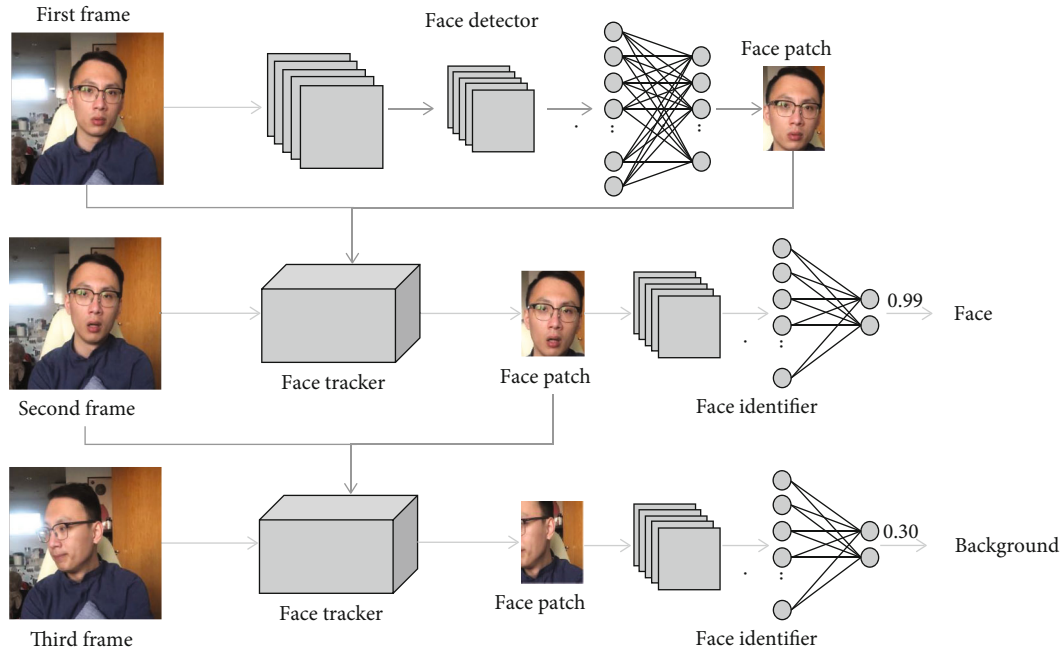 First frame
Face detector
Face patch
Second frame
Face tracker
Face patch
Face identifier
0.99
Face
Third frame
Face tracker
Face patch
Face identifier
0.30
Background